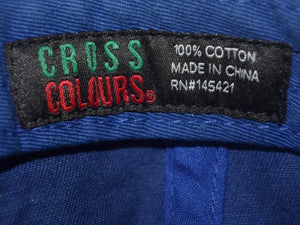 CROSS
COLOURS®
100% COTTON
MADE IN CHINA
RN#145421